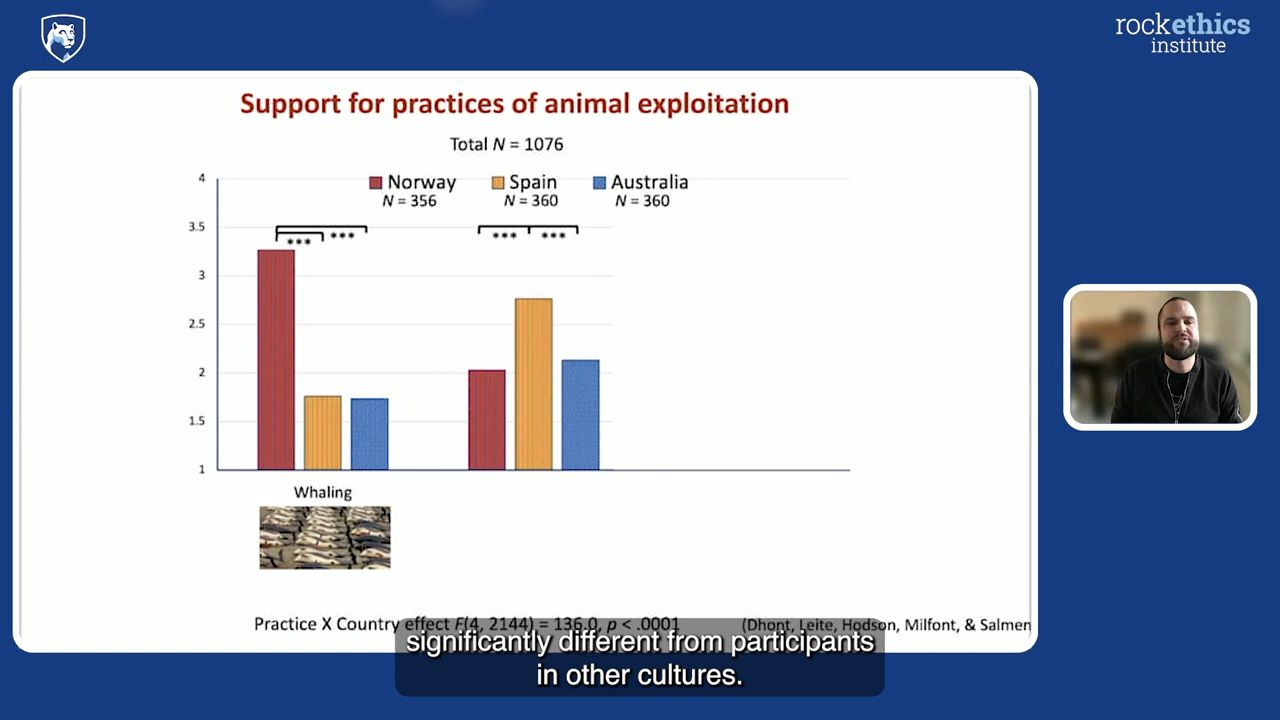 rockethics
institute
Support for practices of animal exploitation
Total N = 1076
Norway
N = 356
Spain
N = 360
Australia
N = 360
4
3.5
3
2.5
2
1.5
1
***
***
***
***
Whaling
Practice X Country effect F(4, 2144) = 136.0, p < .0001
(Dhont, Leite, Hodson, Milfont, & Salmen
significantly different from participants
in other cultures.